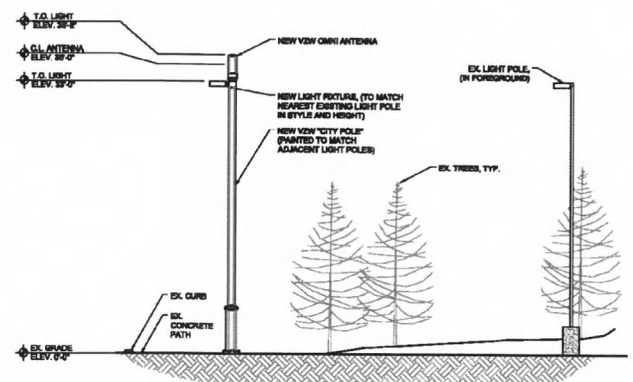 T.O. LIGHT
ELEV. 38'-8"
C.L. ANTENNA
ELEV. 36'-0"
T.O. LIGHT
ELEV. 33'-0"
NEW VZW OMNI ANTENNA
NEW LIGHT FIXTURE, (TO MATCH
NEAREST EXISTING LIGHT POLE
IN STYLE AND HEIGHT)
NEW VZW "CITY POLE"
(PAINTED TO MATCH
ADJACENT LIGHT POLES)
EX. LIGHT POLE,
(IN FOREGROUND)
EX. TREES, TYP.
EX. CURB
EX.
CONCRETE
PATH
EX. GRADE
ELEV. 0'-0"